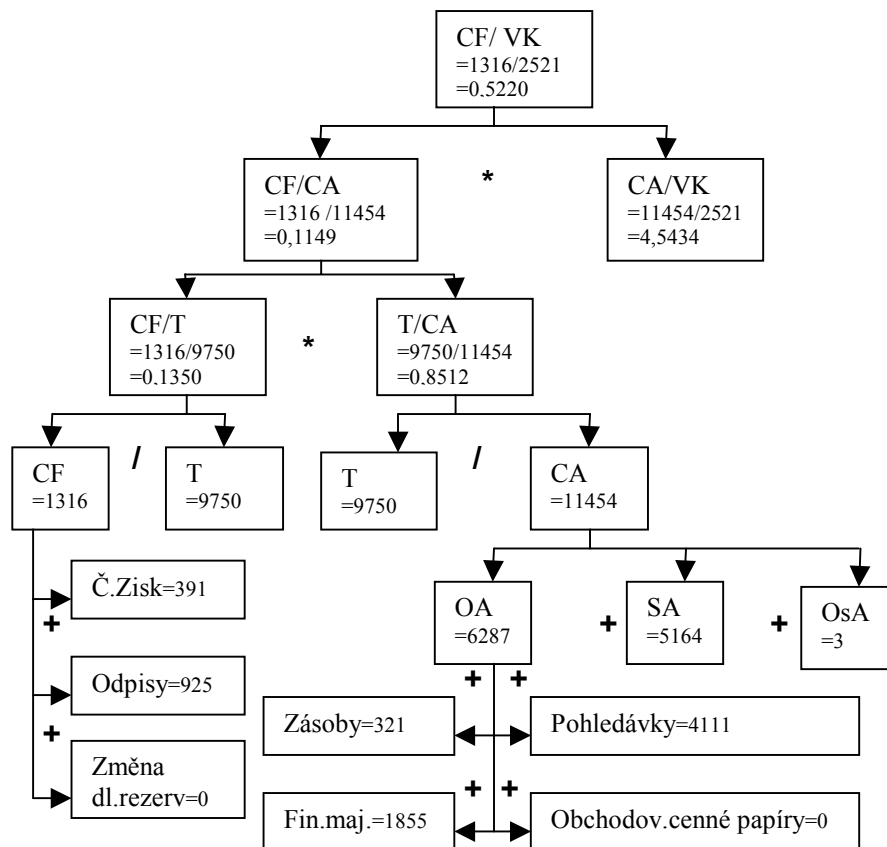 CF/ VK
=1316/2521
=0,5220
CF/CA
=1316 /11454
=0,1149
*
CA/VK
=11454/2521
=4,5434
CF/T
=1316/9750
=0,1350
*
T/CA
=9750/11454
=0,8512
CF
=1316
/
T
=9750
T
=9750
/
CA
=11454
Č.Zisk=391
+
Odpisy=925
+
Změna
dl.rezerv=0
OA
=6287
+
SA
=5164
+
OsA
=3
+ +
Zásoby=321
Pohledávky=4111
+ +
Fin.maj.=1855
Obchodov.cenné papíry=0